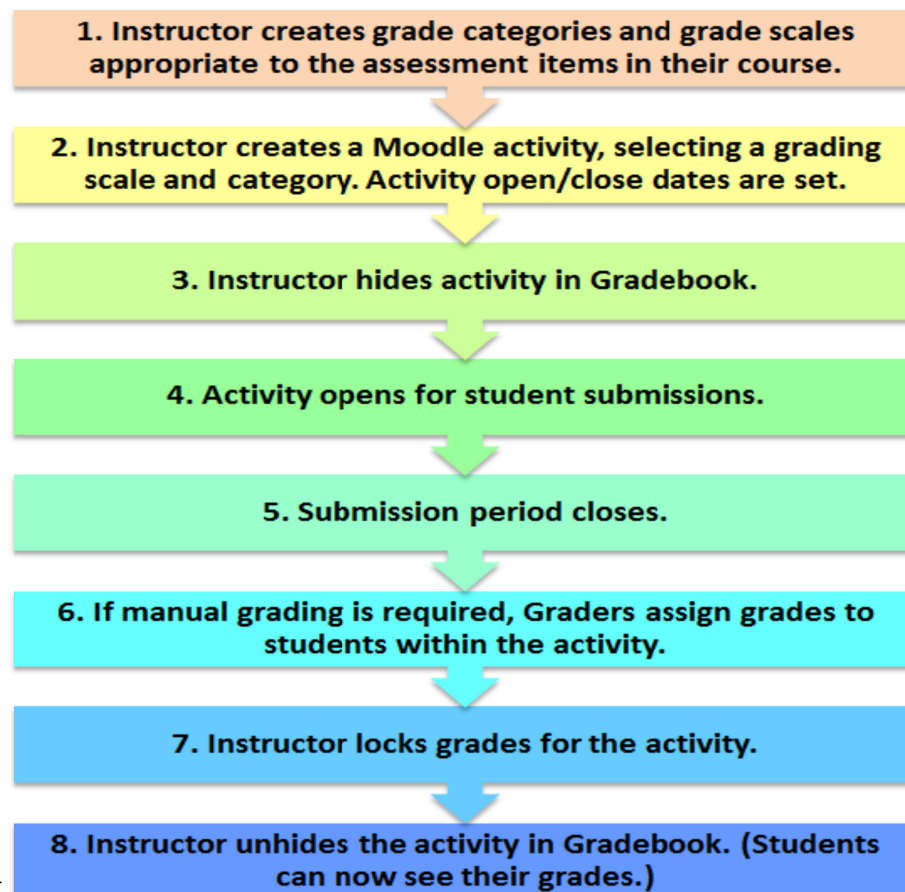 1. Instructor creates grade categories and grade scales
appropriate to the assessment items in their course.
2. Instructor creates a Moodle activity, selecting a grading
scale and category. Activity open/close dates are set.
3. Instructor hides activity in Gradebook.
4. Activity opens for student submissions.
5. Submission period closes.
6. If manual grading is required, Graders assign grades to
students within the activity.
7. Instructor locks grades for the activity.
8. Instructor unhides the activity in Gradebook. (Students
can now see their grades.)